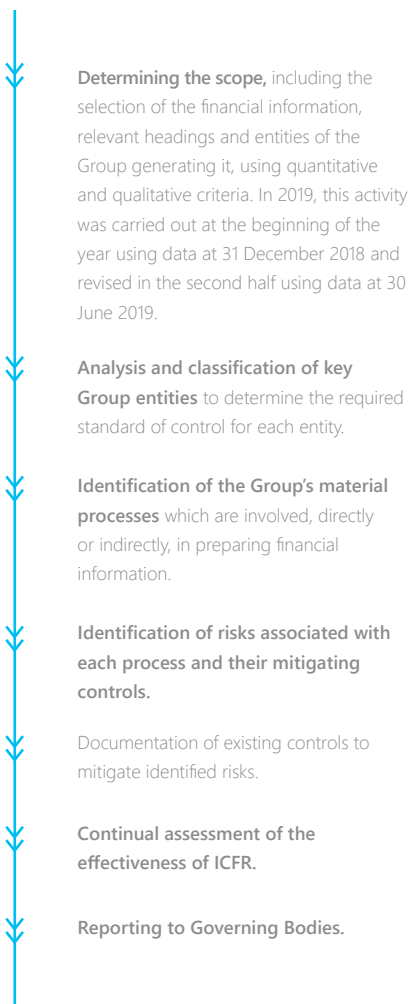 Determining the scope, including the
selection of the financial information,
relevant headings and entities of the
Group generating it, using quantitative
and qualitative criteria. In 2019, this activity
was carried out at the beginning of the
year using data at 31 December 2018 and
revised in the second half using data at 30
June 2019.
Analysis and classification of key
Group entities to determine the required
standard of control for each entity.
Identification of the Group's material
processes which are involved, directly
or indirectly, in preparing financial
information.
Identification of risks associated with
each process and their mitigating
controls.
Documentation of existing controls to
mitigate identified risks.
Continual assessment of the
effectiveness of ICFR.
Reporting to Governing Bodies.